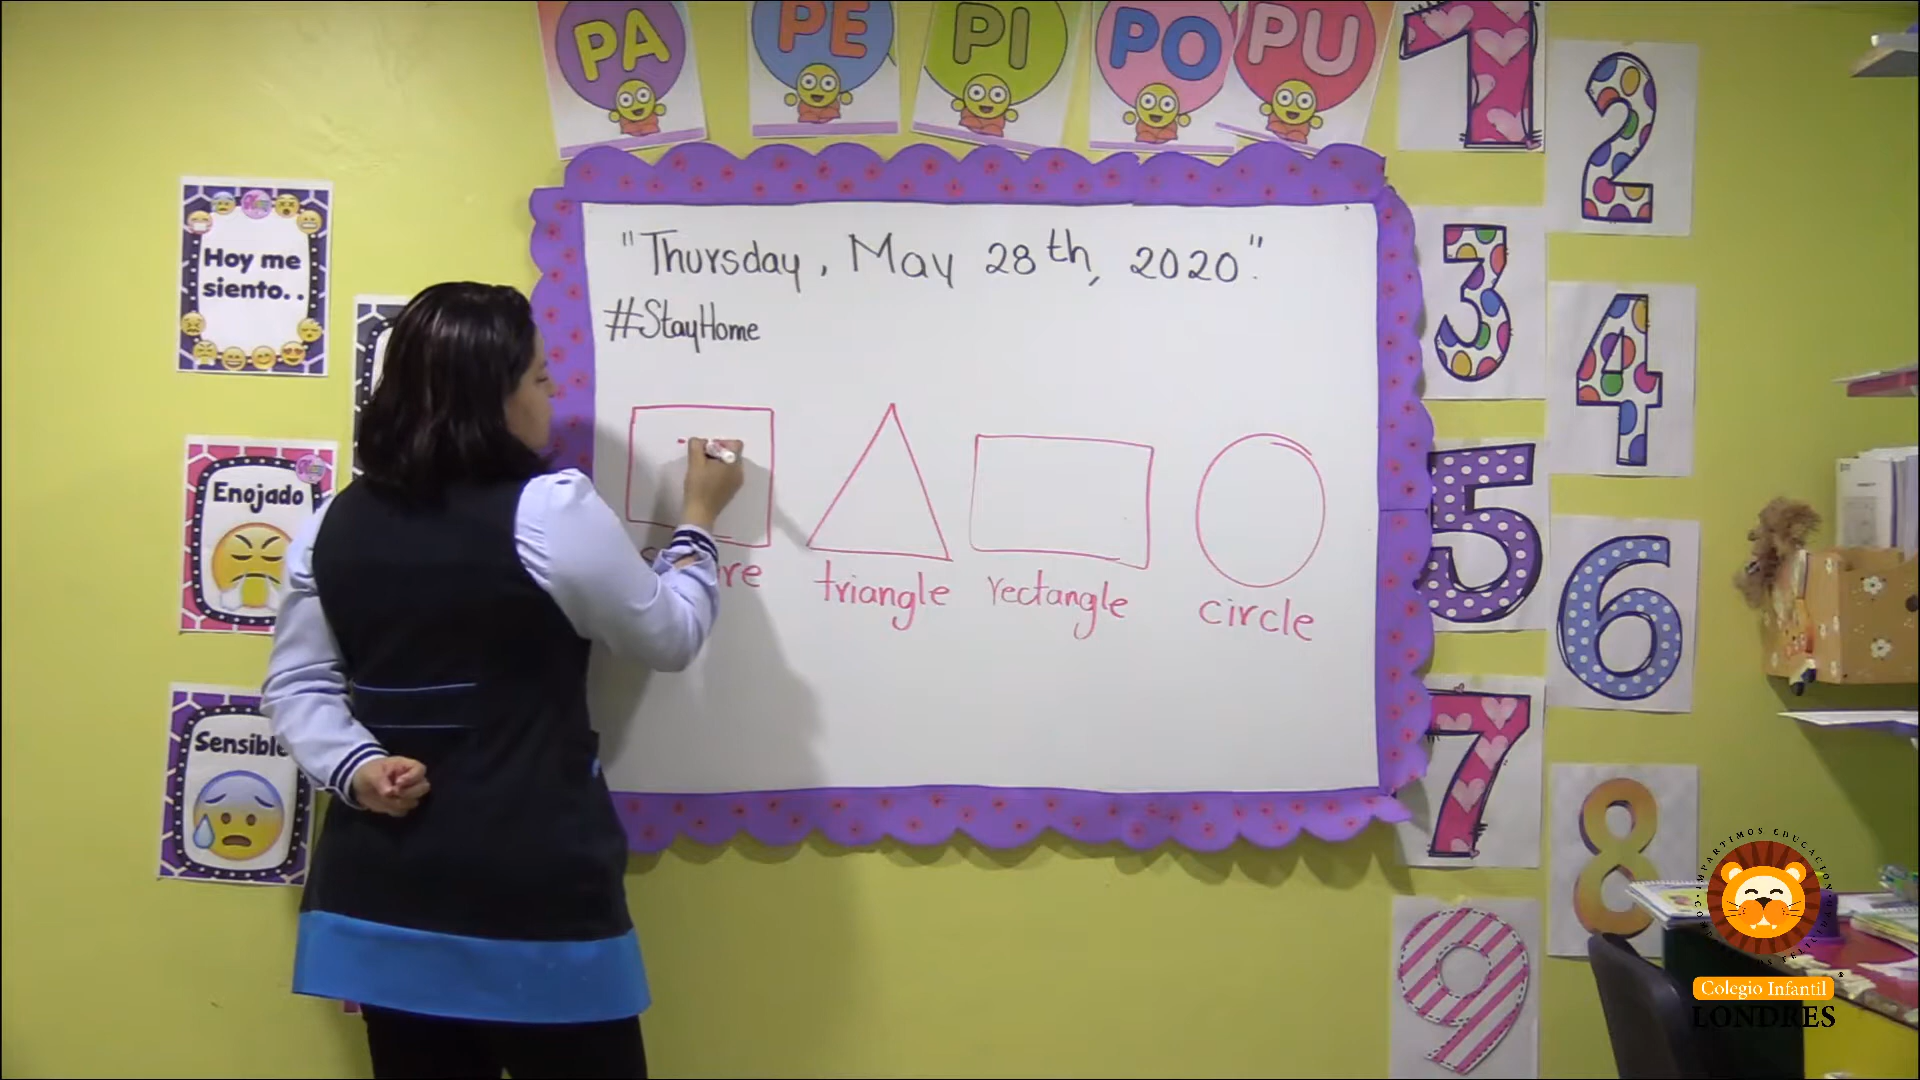 PA PE PI PO PU
1
2
3
4
5
6
7
8
9
"Thursday, May 28th, 2020".
#StayHome
triangle rectangle circle
Hoy me
siento. .
Enojado
Sensible
Colegio Infantil
LONDRES